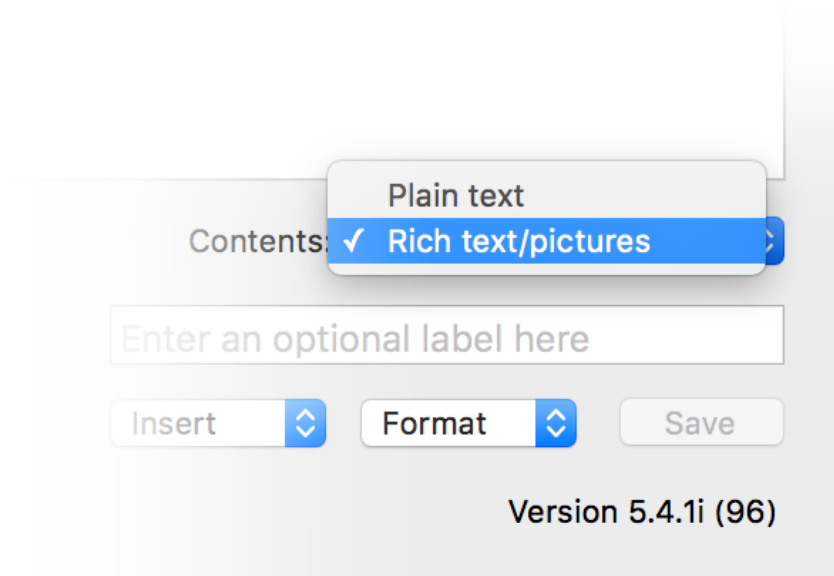 Plain text
Contents: ✓ Rich text/pictures
Enter an optional label here
Insert Format Save
Version 5.4.1i (96)